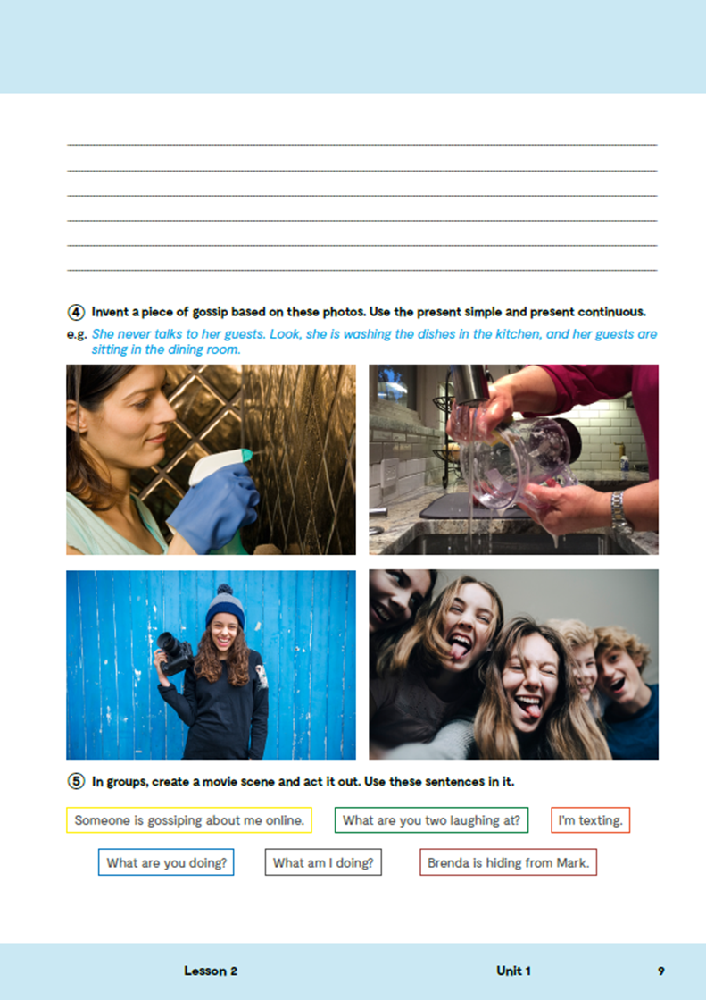 ④ Invent a piece of gossip based on these photos. Use the present simple and present continuous.
e.g. She never talks to her guests. Look, she is washing the dishes in the kitchen, and her guests are
sitting in the dining room.
⑤ In groups, create a movie scene and act it out. Use these sentences in it.
Someone is gossiping about me online. What are you two laughing at? I'm texting.
What are you doing? What am I doing? Brenda is hiding from Mark.
Lesson 2 Unit 1 9